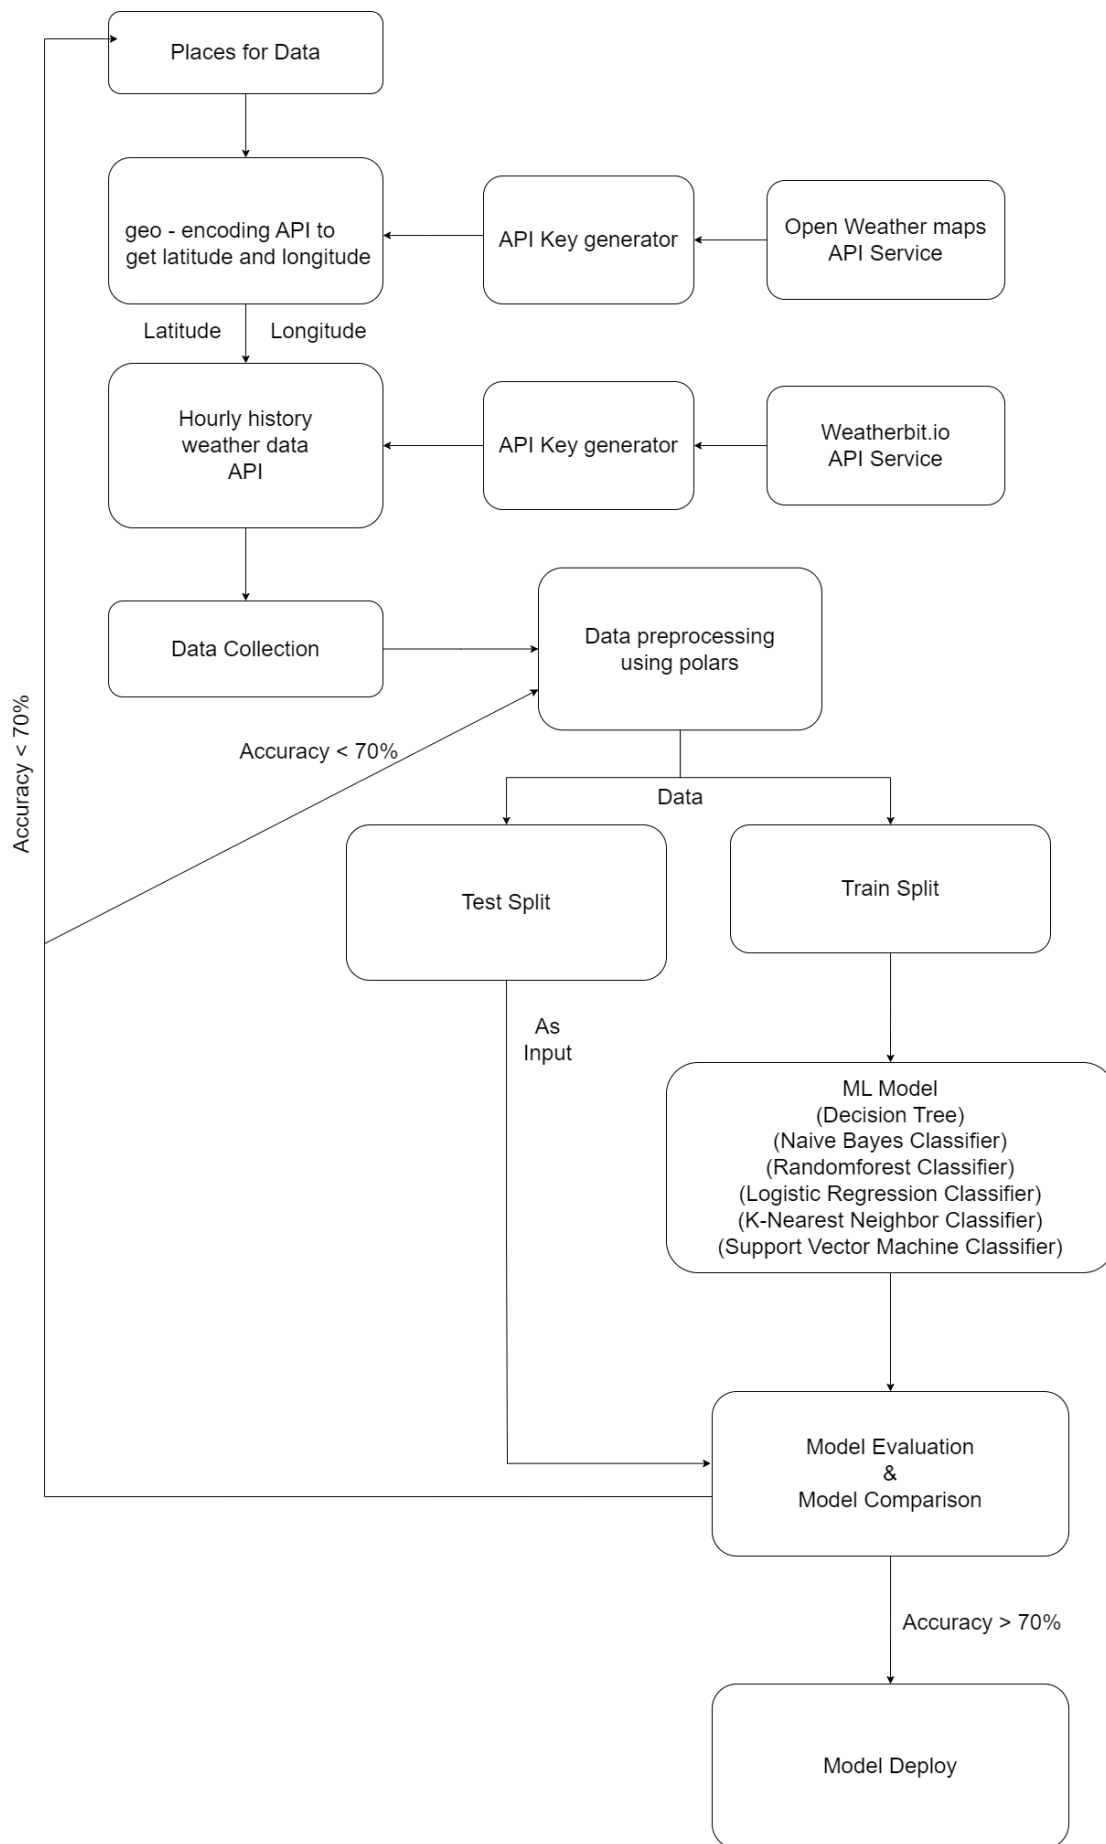 Places for Data
geo - encoding API to
get latitude and longitude
API Key generator
Open Weather maps
API Service
Latitude
Longitude
Hourly history
weather data
API
API Key generator
Weatherbit.io
API Service
Data Collection
Data preprocessing
using polars
Accuracy < 70%
Accuracy < 70%
Data
Test Split
Train Split
As
Input
ML Model
(Decision Tree)
(Naive Bayes Classifier)
(Randomforest Classifier)
(Logistic Regression Classifier)
(K-Nearest Neighbor Classifier)
(Support Vector Machine Classifier)
Model Evaluation
&
Model Comparison
Accuracy > 70%
Model Deploy